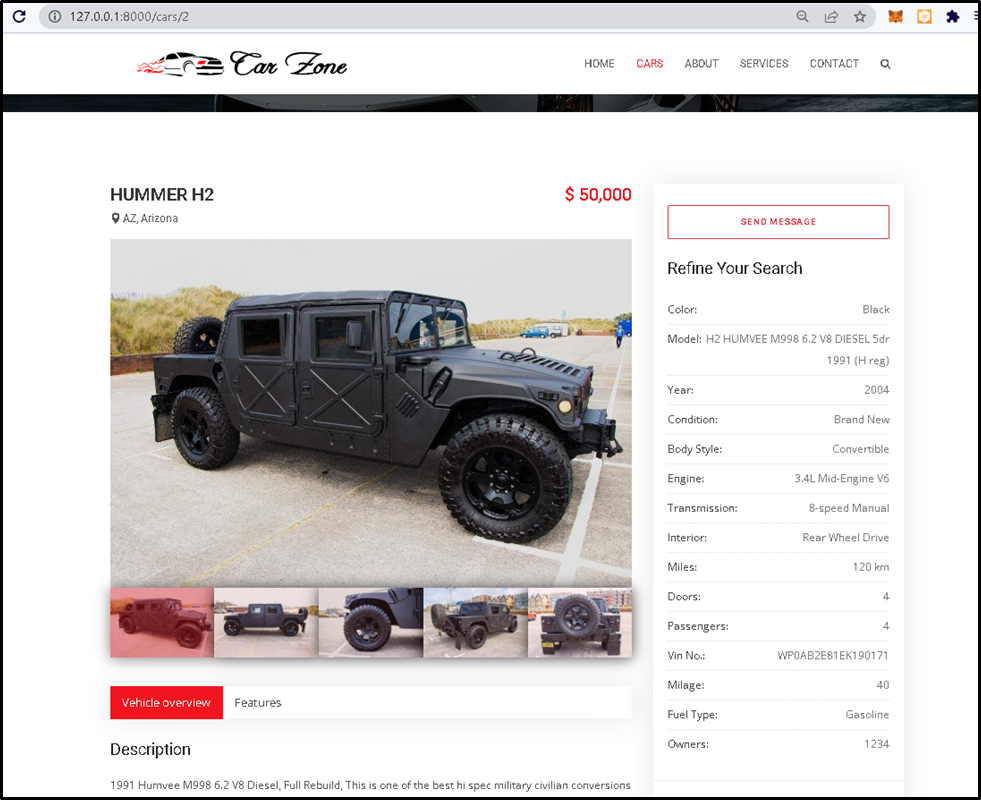 127.0.0.1:8000/cars/2
Car Zone
HOME CARS ABOUT SERVICES CONTACT
HUMMER H2
$ 50,000
AZ, Arizona
Vehicle overview
Features
Description
1991 Humvee M998 6.2 V8 Diesel, Full Rebuild, This is one of the best hi spec military civilian conversions
SEND MESSAGE
Refine Your Search
Color: Black
Model: H2 HUMVEE M998 6.2 V8 DIESEL 5dr
1991 (H reg)
Year: 2004
Condition: Brand New
Body Style: Convertible
Engine: 3.4L Mid-Engine V6
Transmission: 8-speed Manual
Interior: Rear Wheel Drive
Miles: 120 km
Doors: 4
Passengers: 4
Vin No.: WP0AB2E81EK190171
Milage: 40
Fuel Type: Gasoline
Owners: 1234